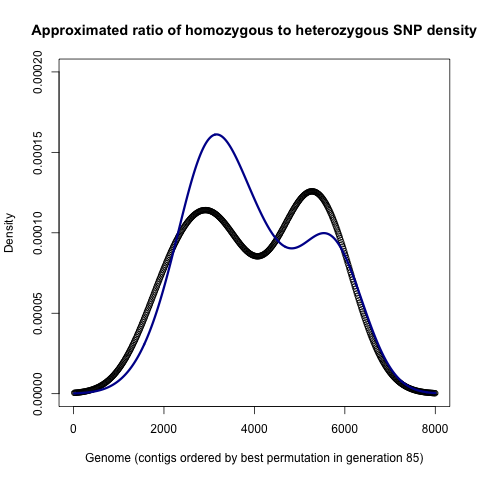 Approximated ratio of homozygous to heterozygous SNP density
0.00020
0.00015
0.00010
0.00005
0.00000
Density
0 2000 4000 6000 8000
Genome (contigs ordered by best permutation in generation 85)